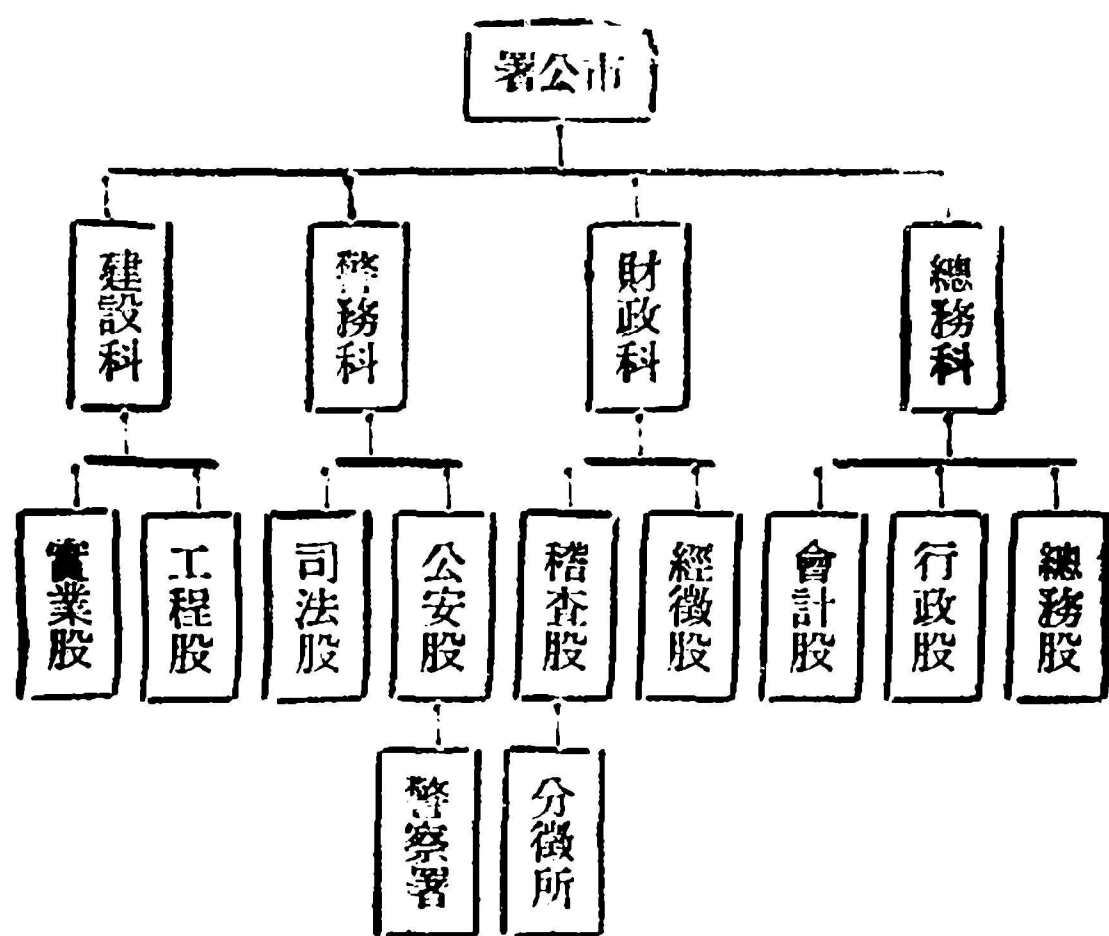 市公署
總務科
財政科
警務科
建設科
總務股
行政股
會計股
經徵股
稽査股
公安股
司法股
工程股
實業股
分徵所
警察署